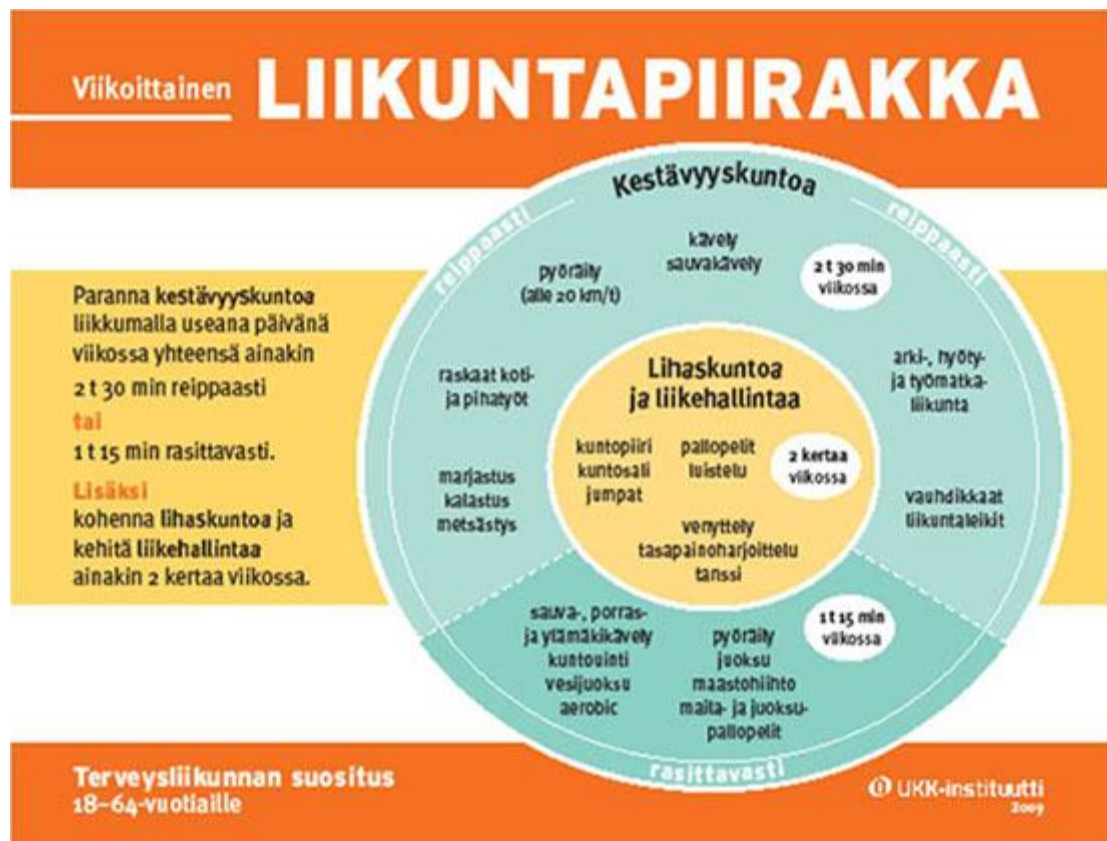 Viikoittainen LIIKUNTAPIIRAKKA
Paranna kestävyyskuntoa
liikkumalla useana päivänä
viikossa yhteensä ainakin
2 t 30 min reippaasti
tai
1 t 15 min rasittavasti.
Lisäksi
kohenna lihaskuntoa ja
kehitä liikehallintaa
ainakin 2 kertaa viikossa.
Kestävyyskuntoa
reippaasti
reippaasti
kävely
sauvakävely
2 t 30 min
viikossa
pyöräily
(alle 20 km/t)
raskaat koti-
ja pihatyöt
marjastus
kalastus
metsästys
arki-, hyöty-
ja työmatka-
liikunta
vauhdikkaat
liikuntaleikit
Lihaskuntoa
ja liikehallintaa
kuntopiiri
kuntosali
jumpat
pallopelit
luistelu
2 kertaa
viikossa
venyttely
tasapainoharjoittelu
tanssi
sauva-, porras-
ja ylämäkikävely
kuntouinti
vesijuoksu
aerobic
pyöräily
juoksu
maastohiihto
maila- ja juoksu-
pallopelit
1 t 15 min
viikossa
rasittavasti
Terveysliikunnan suositus
18–64-vuotiaille
UKK-instituutti
2009